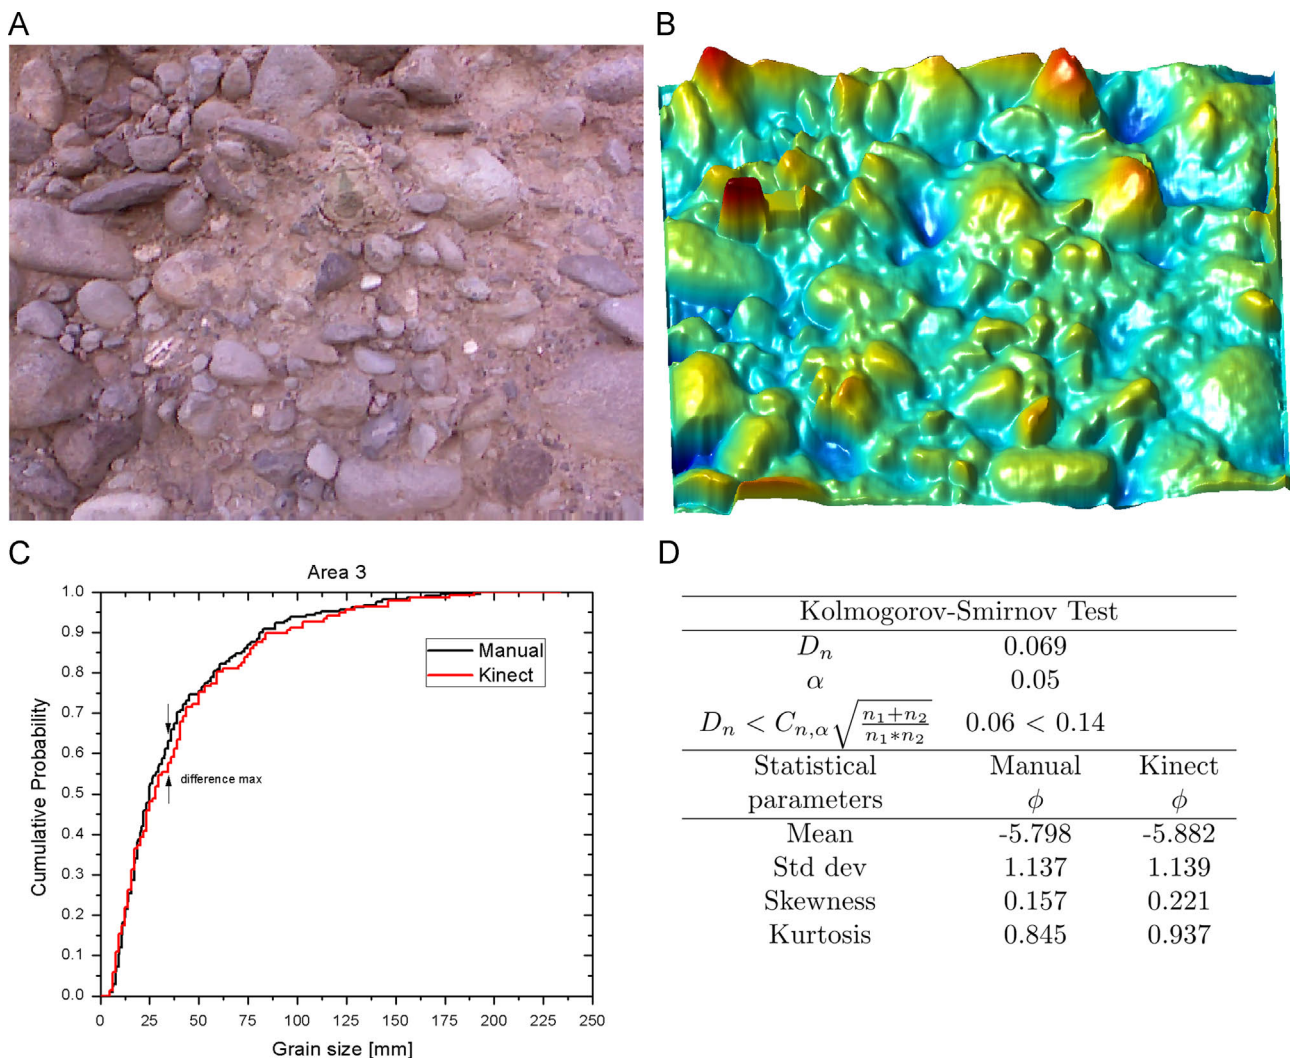 A
B
C
Area 3
1.0
0.9
0.8
0.7
0.6
0.5
0.4
0.3
0.2
0.1
0.0
Cumulative Probability
Manual
Kinect
difference max
0 25 50 75 100 125 150 175 200 225 250
Grain size [mm]
D
Kolmogorov-Smirnov Test
Dₙ 0.069
α 0.05
Dₙ < Cₙ,α √(n₁+n₂ / n₁*n₂) 0.06 < 0.14
Statistical Manual Kinect
parameters ϕ ϕ
Mean -5.798 -5.882
Std dev 1.137 1.139
Skewness 0.157 0.221
Kurtosis 0.845 0.937